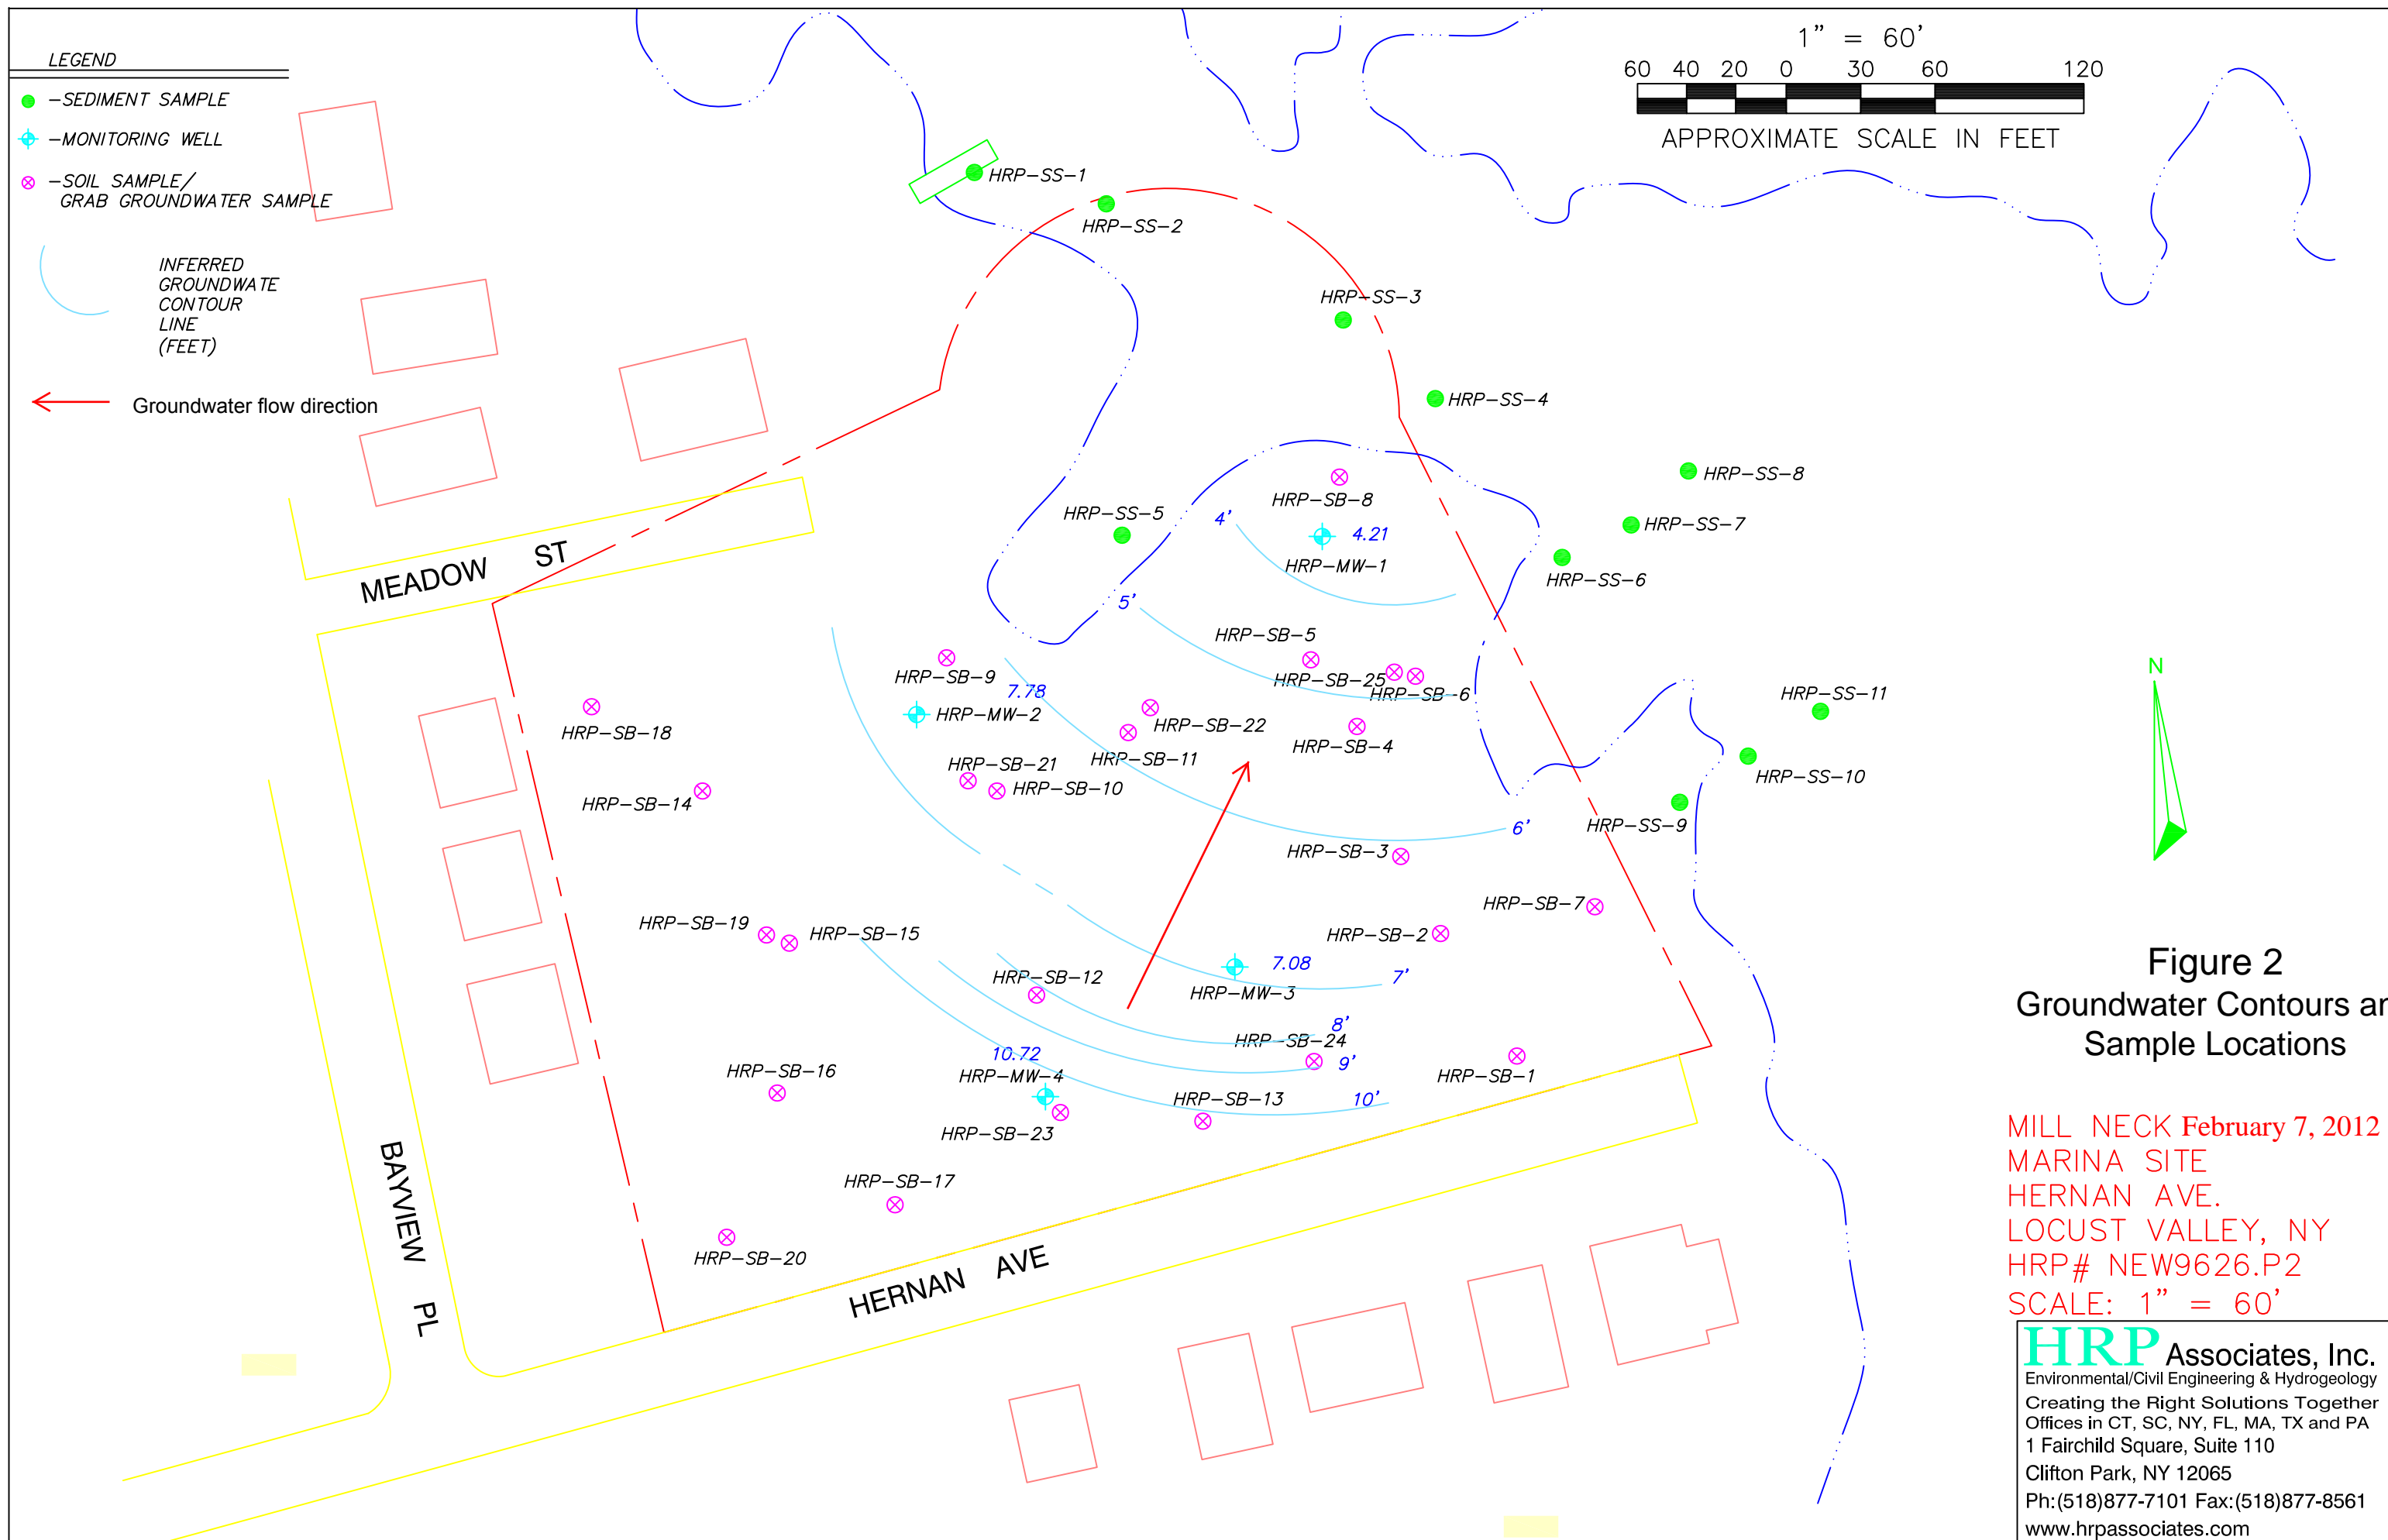 LEGEND
-SEDIMENT SAMPLE
-MONITORING WELL
-SOIL SAMPLE/
GRAB GROUNDWATER SAMPLE
INFERRED
GROUNDWATE
CONTOUR
LINE
(FEET)
Groundwater flow direction
1" = 60'
60 40 20 0 30 60 120
APPROXIMATE SCALE IN FEET
HRP-SS-1
HRP-SS-2
HRP-SS-3
HRP-SS-4
HRP-SS-8
HRP-SB-8
HRP-SS-5
4'
4.21
HRP-SS-7
HRP-MW-1
HRP-SS-6
MEADOW ST
5'
HRP-SB-5
HRP-SB-9
HRP-SB-25
HRP-SB-6
7.78
HRP-MW-2
HRP-SS-11
HRP-SB-18
HRP-SB-22
HRP-SB-4
HRP-SB-11
HRP-SB-21
HRP-SB-10
HRP-SS-10
HRP-SB-14
6'
HRP-SS-9
HRP-SB-3
HRP-SB-7
HRP-SB-19
HRP-SB-15
HRP-SB-2
HRP-SB-12
7.08
7'
HRP-MW-3
8'
HRP-SB-24
10.72
9'
HRP-SB-16
HRP-MW-4
HRP-SB-1
HRP-SB-13
10'
HRP-SB-23
HRP-SB-17
HRP-SB-20
BAYVIEW PL
HERNAN AVE
N
Figure 2
Groundwater Contours an
Sample Locations
MILL NECK February 7, 2012
MARINA SITE
HERNAN AVE.
LOCUST VALLEY, NY
HRP# NEW9626.P2
SCALE: 1" = 60'
HRP Associates, Inc.
Environmental/Civil Engineering & Hydrogeology
Creating the Right Solutions Together
Offices in CT, SC, NY, FL, MA, TX and PA
1 Fairchild Square, Suite 110
Clifton Park, NY 12065
Ph:(518)877-7101 Fax:(518)877-8561
www.hrpassociates.com